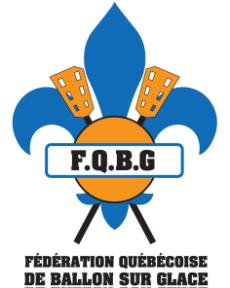 F.Q.B.G
FÉDÉRATION QUÉBÉCOISE
DE BALLON SUR GLACE